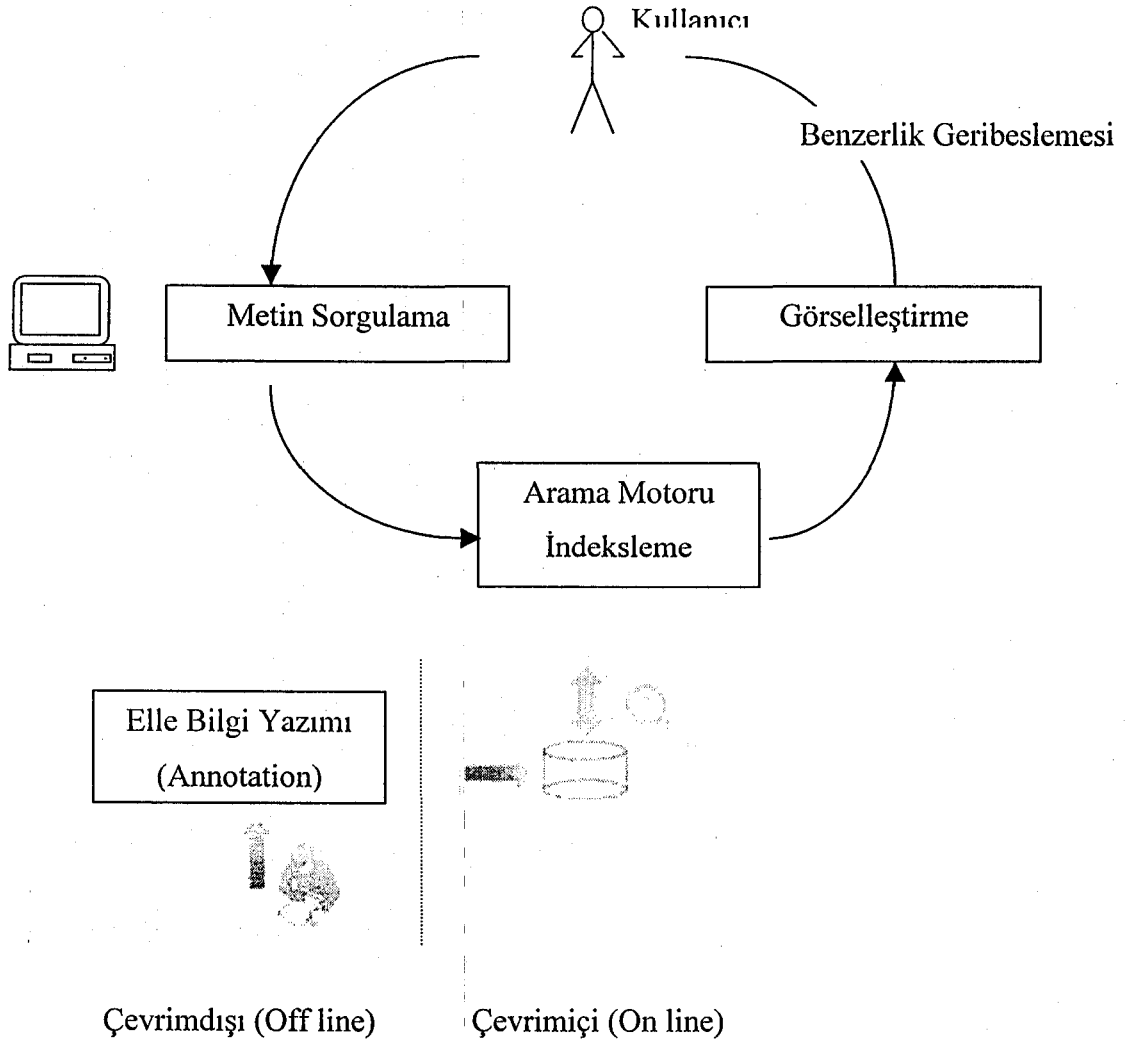 Kullanıcı
Benzerlik Geribeslemesi
Metin Sorgulama
Görselleştirme
Arama Motoru
İndeksleme
Elle Bilgi Yazımı
(Annotation)
Çevrimdışı (Off line)
Çevrimiçi (On line)